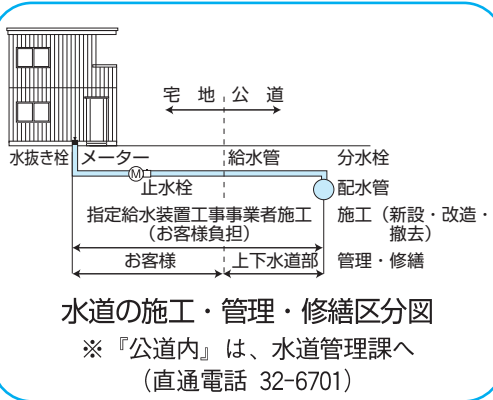 宅 地 公 道
水抜き栓 メーター 給水管 分水栓
M
止水栓 配水管
指定給水装置工事事業者施工 施工（新設・改造・
（お客様負担） 撤去）
お客様 上下水道部 管理・修繕
水道の施工・管理・修繕区分図
※『公道内』は、水道管理課へ
（直通電話 32-6701）